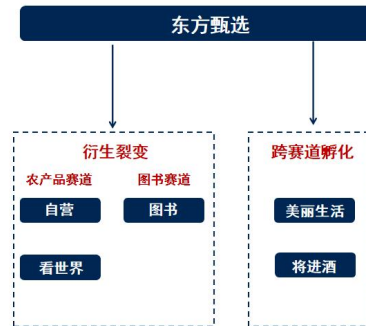 东方甄选
衍生裂变
农产品赛道 图书赛道
自营 图书
看世界
跨赛道孵化
美丽生活
将进酒